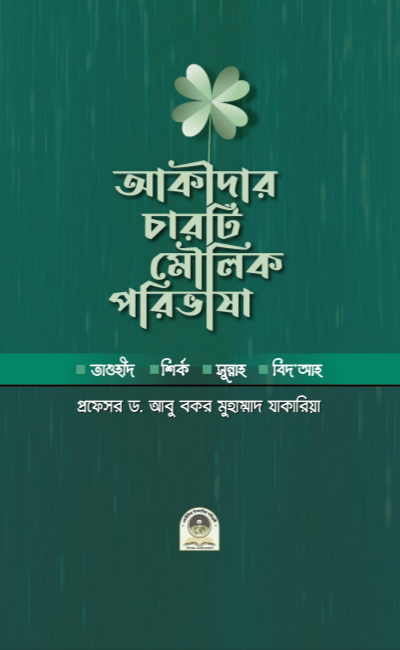 আকীদার
চারটি
মৌলিক
পরিভাষা
তাওহীদ শির্ক সুন্নাহ বিদ'আহ
প্রফেসর ড. আবু বকর মুহাম্মাদ যাকারিয়া